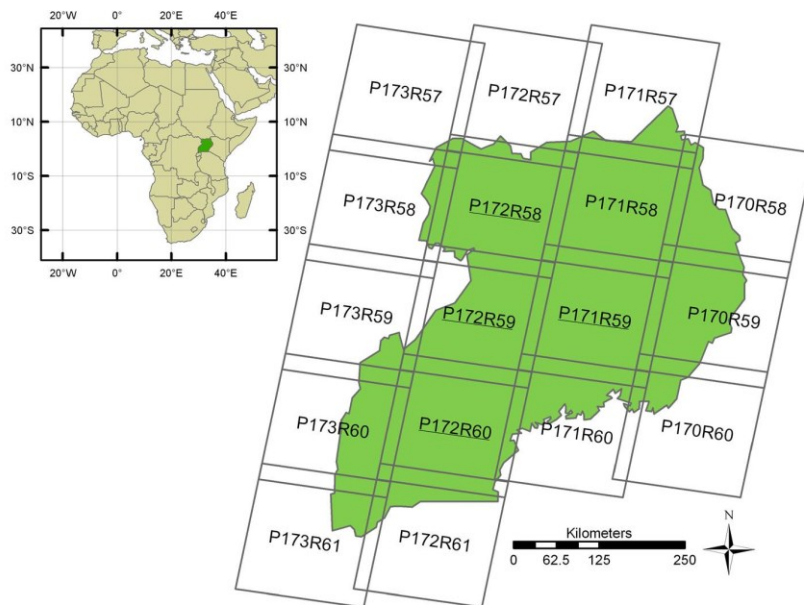 20°W 0° 20°E 40°E
30°N 30°N
10°N 10°N
10°S 10°S
30°S 30°S
20°W 0° 20°E 40°E
P173R57 P172R57 P171R57
P173R58 P172R58 P171R58 P170R58
P173R59 P172R59 P171R59 P170R59
P173R60 P172R60 P171R60 P170R60
P173R61 P172R61
N
Kilometers
0 62.5 125 250